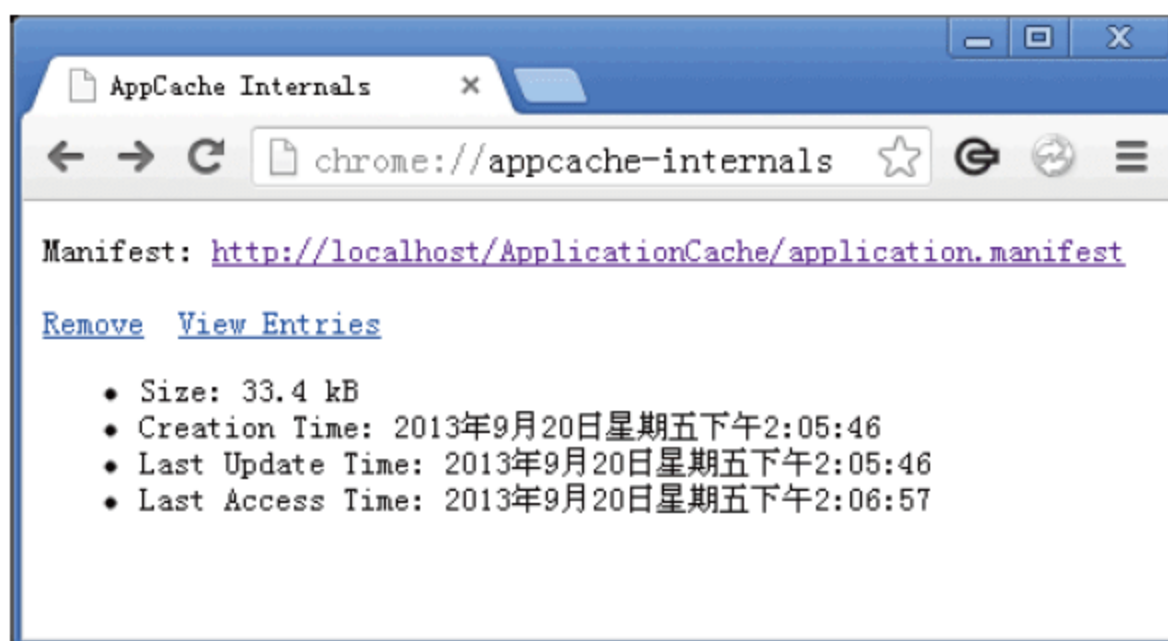 AppCache Internals
chrome://appcache-internals
Manifest: http://localhost/ApplicationCache/application.manifest
Remove View Entries
Size: 33.4 kB
Creation Time: 2013年9月20日星期五下午2:05:46
Last Update Time: 2013年9月20日星期五下午2:05:46
Last Access Time: 2013年9月20日星期五下午2:06:57